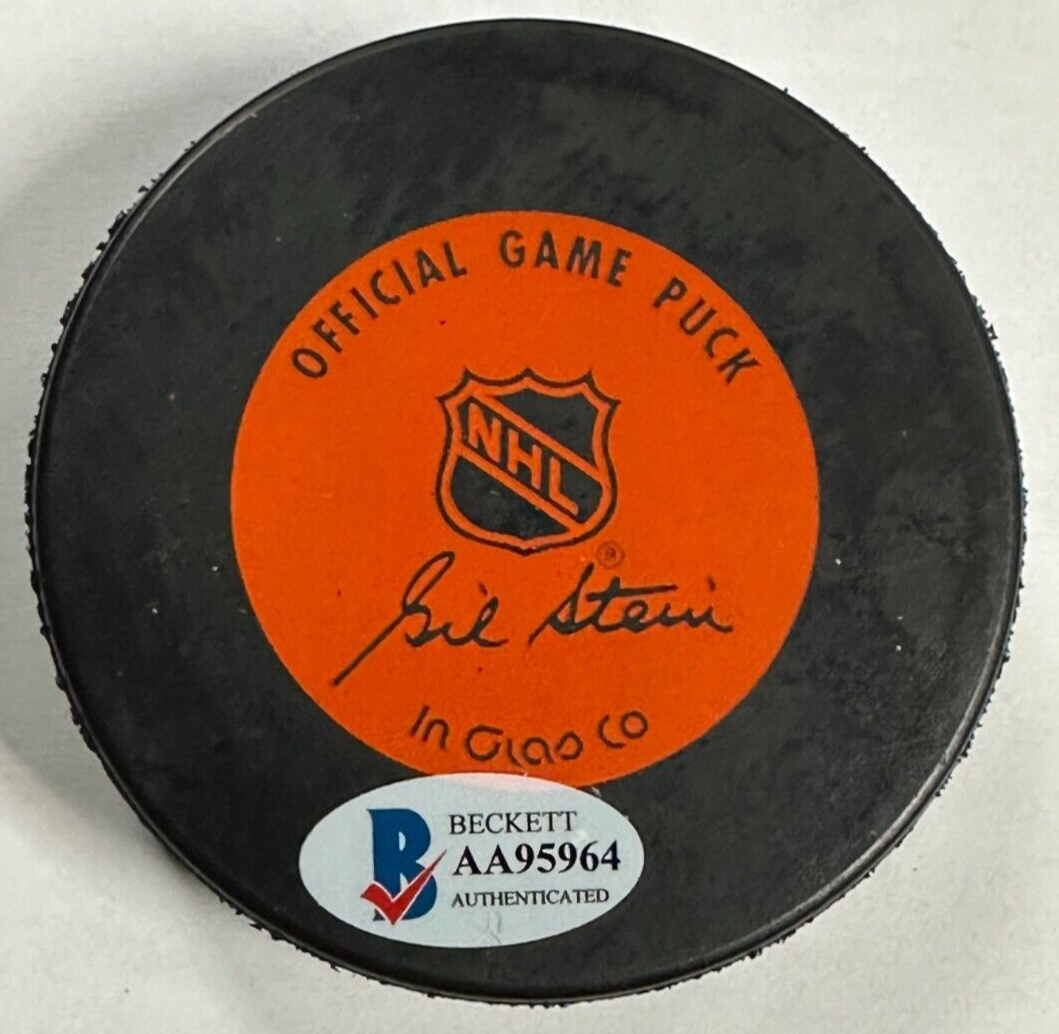 OFFICIAL GAME PUCK
NHL
®
Gil Stein
In Glas Co
B
BECKETT
AA95964
AUTHENTICATED